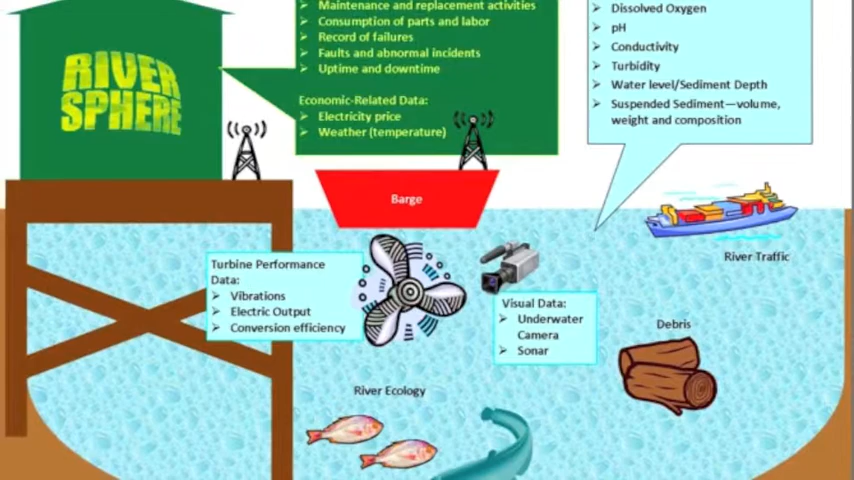 Maintenance and replacement activities
Consumption of parts and labor
Record of failures
Faults and abnormal incidents
Uptime and downtime
Economic-Related Data:
Electricity price
Weather (temperature)
Dissolved Oxygen
pH
Conductivity
Turbidity
Water level/Sediment Depth
Suspended Sediment—volume,
weight and composition
RIVER
SPHERE
Barge
River Traffic
Turbine Performance
Data:
Vibrations
Electric Output
Conversion efficiency
Visual Data:
Underwater
Camera
Sonar
Debris
River Ecology